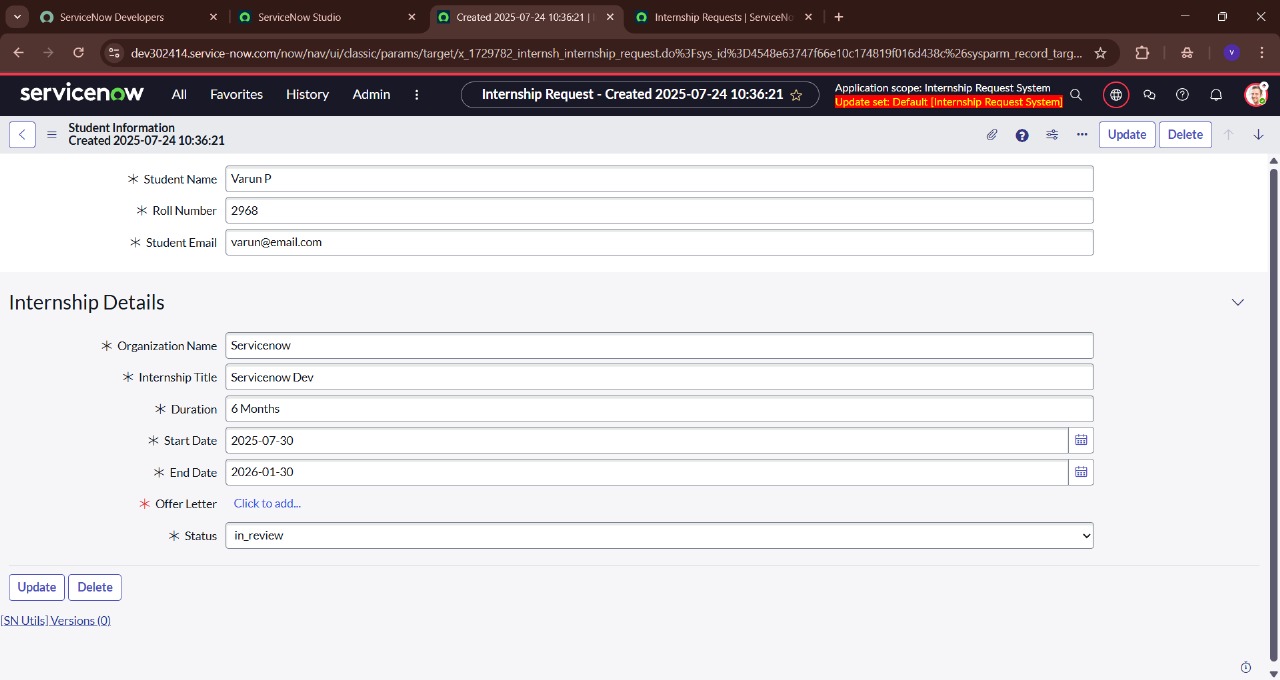 ServiceNow Developers
ServiceNow Studio
Created 2025-07-24 10:36:21 |
Internship Requests | ServiceNo
dev302414.service-now.com/now/nav/ui/classic/params/target/x_1729782_internsh_internship_request.do%3Fsys_id%3D4548e63747f66e10c174819f016d438c%26sysparm_record_targ...
V
servicenow
All
Favorites
History
Admin
Internship Request - Created 2025-07-24 10:36:21
Application scope: Internship Request System
Update set: Default [Internship Request System]
Student Information
Created 2025-07-24 10:36:21
Update
Delete
Student Name
Varun P
Roll Number
2968
Student Email
varun@email.com
Internship Details
Organization Name
Servicenow
Internship Title
Servicenow Dev
Duration
6 Months
Start Date
2025-07-30
End Date
2026-01-30
Offer Letter
Click to add...
Status
in_review
Update
Delete
[SN Utils] Versions (0)